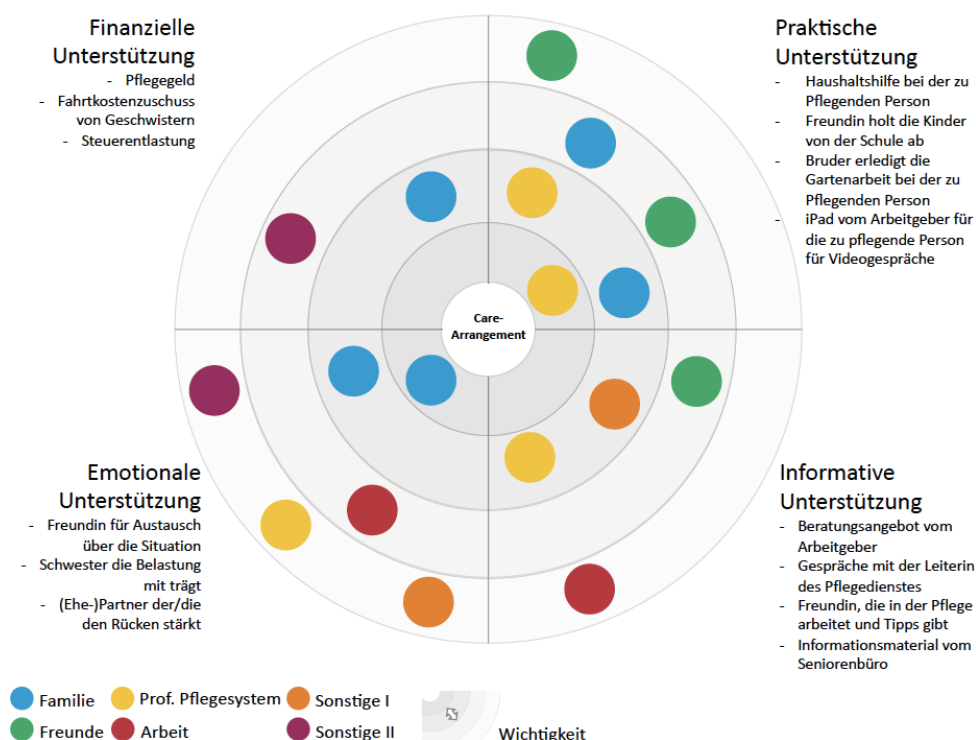 Finanzielle
Unterstützung
- Pflegegeld
- Fahrtkostenzuschuss
von Geschwistern
- Steuerentlastung
Praktische
Unterstützung
- Haushaltshilfe bei der zu
Pflegenden Person
- Freundin holt die Kinder
von der Schule ab
- Bruder erledigt die
Gartenarbeit bei der zu
Pflegenden Person
- iPad vom Arbeitgeber für
die zu pflegende Person
für Videogespräche
Care-
Arrangement
Emotionale
Unterstützung
- Freundin für Austausch
über die Situation
- Schwester die Belastung
mit trägt
- (Ehe-)Partner der/die
den Rücken stärkt
Informative
Unterstützung
- Beratungsangebot vom
Arbeitgeber
- Gespräche mit der Leiterin
des Pflegedienstes
- Freundin, die in der Pflege
arbeitet und Tipps gibt
- Informationsmaterial vom
Seniorenbüro
Familie
Prof. Pflegesystem
Sonstige I
Freunde
Arbeit
Sonstige II
Wichtigkeit